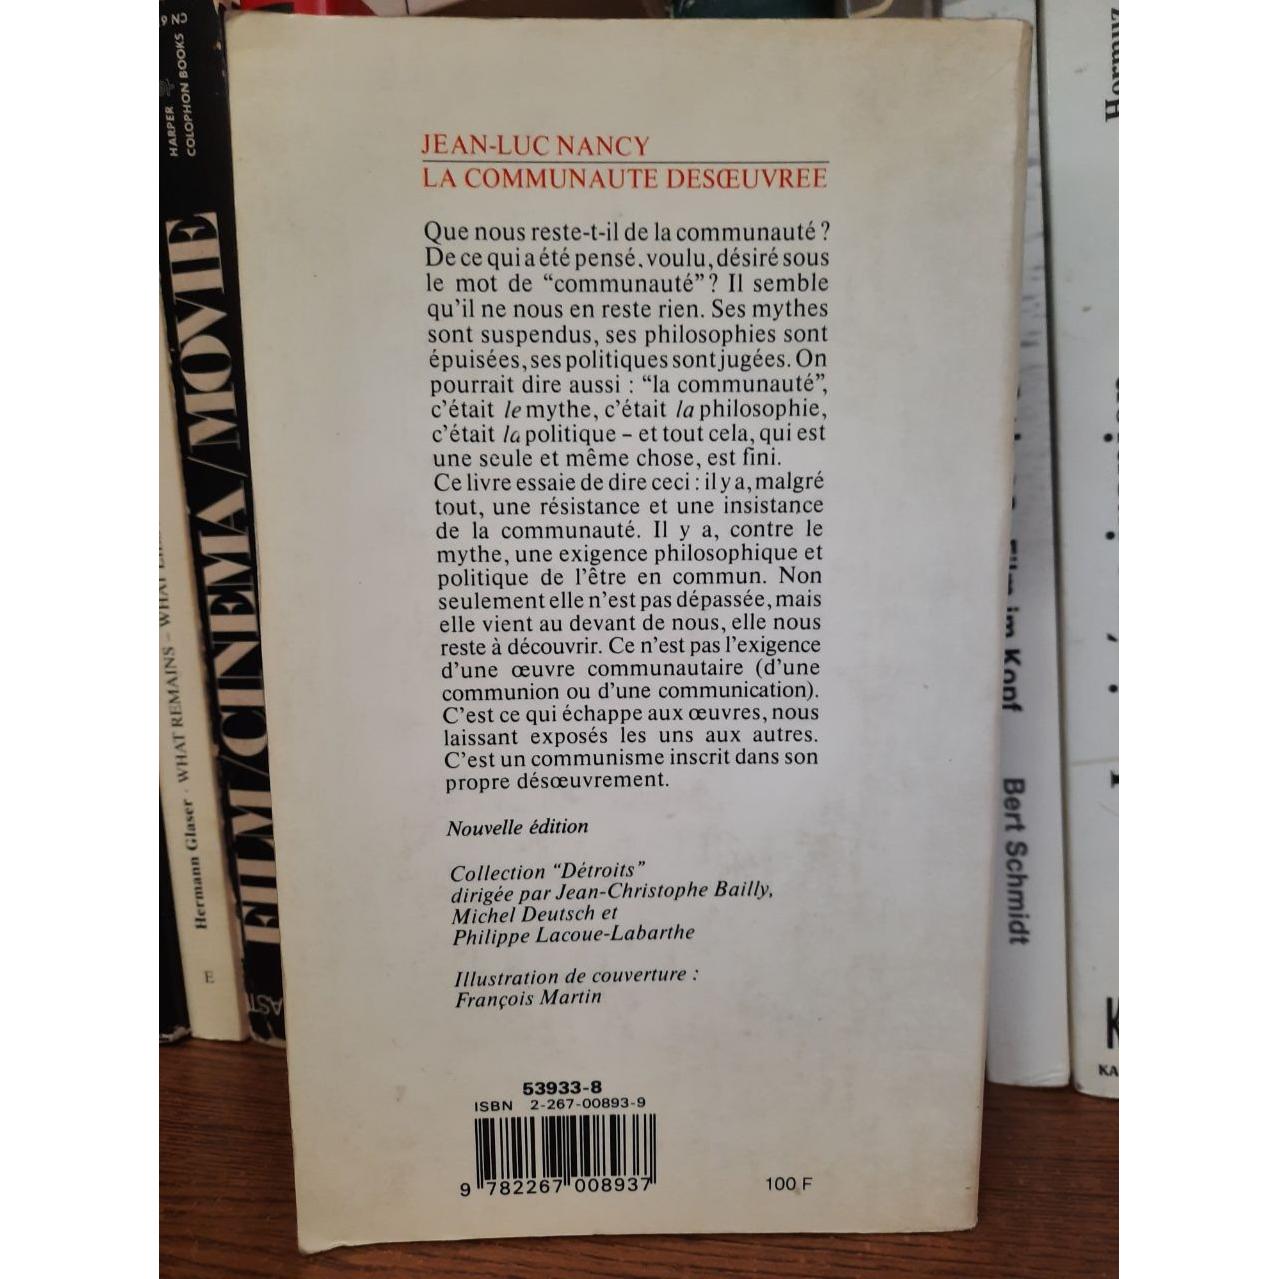 JEAN-LUC NANCY
LA COMMUNAUTE DESŒUVREE
Que nous reste-t-il de la communauté ?
De ce qui a été pensé, voulu, désiré sous
le mot de “communauté” ? Il semble
qu’il ne nous en reste rien. Ses mythes
sont suspendus, ses philosophies sont
épuisées, ses politiques sont jugées. On
pourrait dire aussi : “la communauté”,
c’était le mythe, c’était la philosophie,
c’était la politique – et tout cela, qui est
une seule et même chose, est fini.
Ce livre essaie de dire ceci : il y a, malgré
tout, une résistance et une insistance
de la communauté. Il y a, contre le
mythe, une exigence philosophique et
politique de l’être en commun. Non
seulement elle n’est pas dépassée, mais
elle vient au devant de nous, elle nous
reste à découvrir. Ce n’est pas l’exigence
d’une œuvre communautaire (d’une
communion ou d’une communication).
C’est ce qui échappe aux œuvres, nous
laissant exposés les uns aux autres.
C’est un communisme inscrit dans son
propre désœuvrement.
Nouvelle édition
Collection “Détroits”
dirigée par Jean-Christophe Bailly,
Michel Deutsch et
Philippe Lacoue-Labarthe
Illustration de couverture :
François Martin
53933-8
ISBN 2-267-00893-9
9 782267 008937
100 F
HARPER
COLOPHON BOOKS
FILM/CINEMA/MOVIE
Hermann Glaser · WHAT REMAINS –
E
Film im Kopf
Bert Schmidt
K
KA